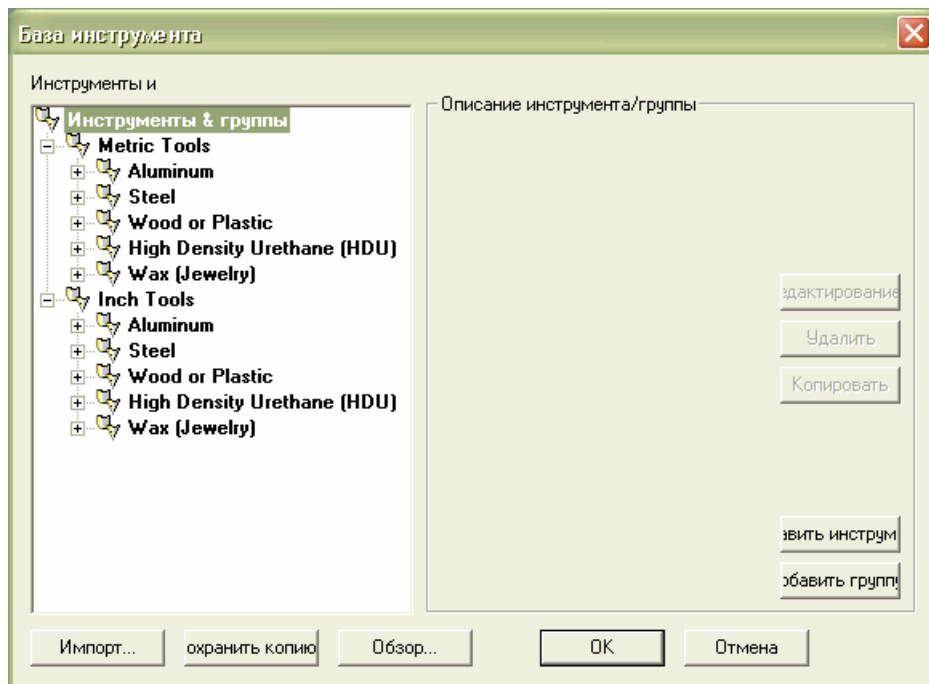 База инструмента
Инструменты и
Инструменты & группы
Metric Tools
Aluminum
Steel
Wood or Plastic
High Density Urethane (HDU)
Wax (Jewelry)
Inch Tools
Aluminum
Steel
Wood or Plastic
High Density Urethane (HDU)
Wax (Jewelry)
Описание инструмента/группы
едактирование
Удалить
Копировать
авить инструм
обавить группу
Импорт... охранить копию Обзор... OK Отмена